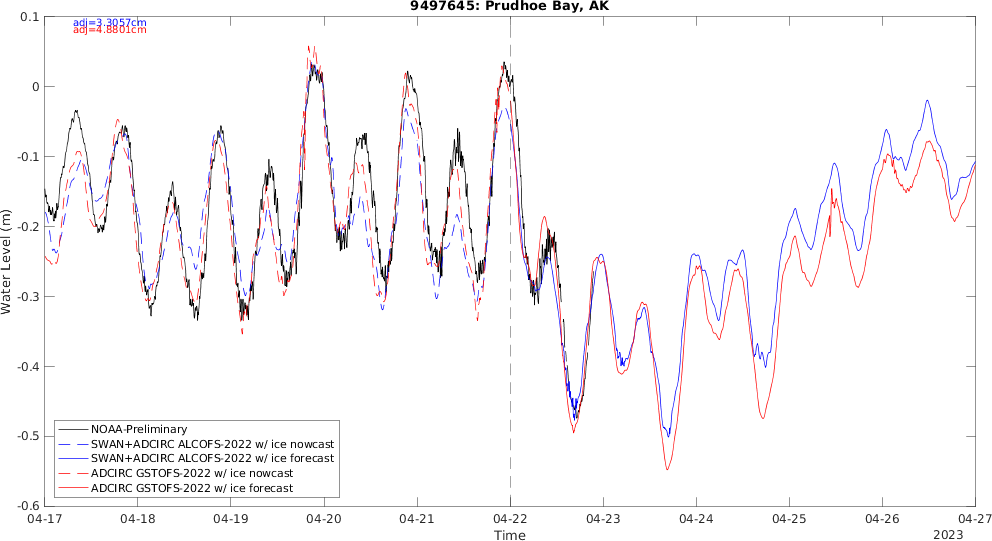 9497645: Prudhoe Bay, AK
adj=3.3057cm
adj=4.8801cm
0.1
0
-0.1
-0.2
-0.3
-0.4
-0.5
-0.6
Water Level (m)
NOAA-Preliminary
SWAN+ADCIRC ALCOFS-2022 w/ ice nowcast
SWAN+ADCIRC ALCOFS-2022 w/ ice forecast
ADCIRC GSTOFS-2022 w/ ice nowcast
ADCIRC GSTOFS-2022 w/ ice forecast
04-17 04-18 04-19 04-20 04-21 04-22 04-23 04-24 04-25 04-26 04-27
Time
2023